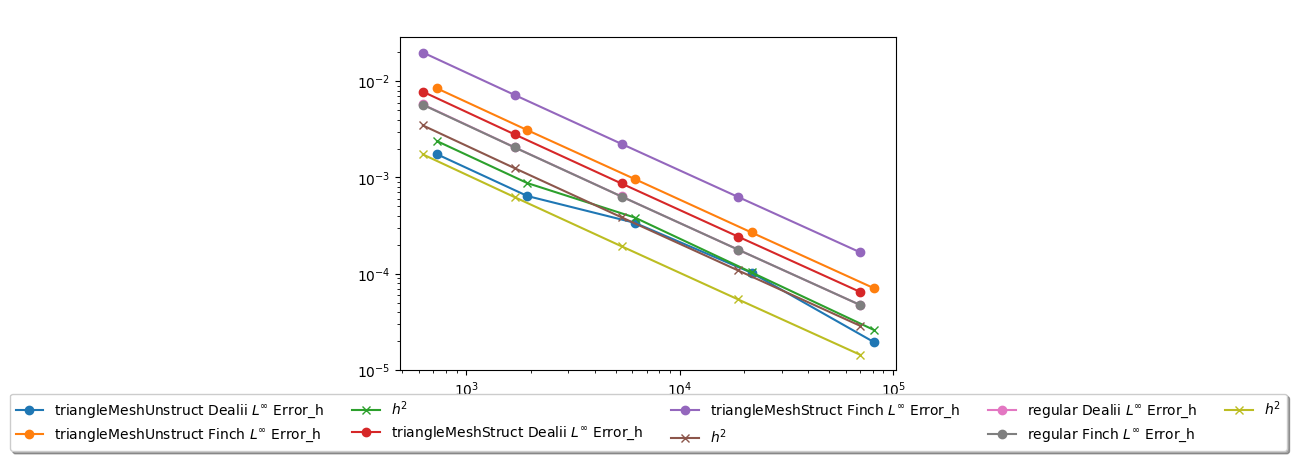 10⁻²
10⁻³
10⁻⁴
10⁻⁵
10³ 10⁴ 10⁵
triangleMeshUnstruct Dealii L∞ Error_h
triangleMeshUnstruct Finch L∞ Error_h
h²
triangleMeshStruct Dealii L∞ Error_h
triangleMeshStruct Finch L∞ Error_h
h²
regular Dealii L∞ Error_h
regular Finch L∞ Error_h
h²